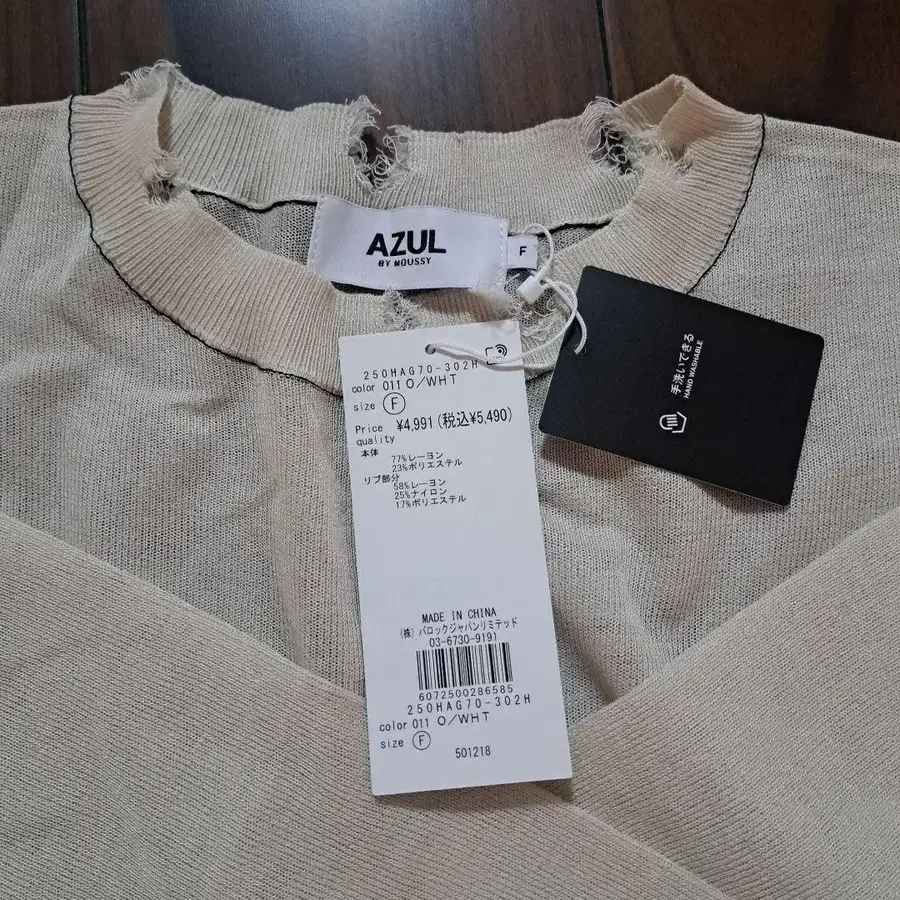 AZUL
BY MOUSSY
F
手洗いできる
HAND WASHABLE
250HAG70-302H
color 011 O/WHT
size F
Price ¥4,991(税込¥5,490)
quality
本体
77%レーヨン
23%ポリエステル
リブ部分
58%レーヨン
25%ナイロン
17%ポリエステル
MADE IN CHINA
(株) バロックジャパンリミテッド
03-6730-9191
6072500286585
250HAG70-302H
color 011 O/WHT
size F
501218